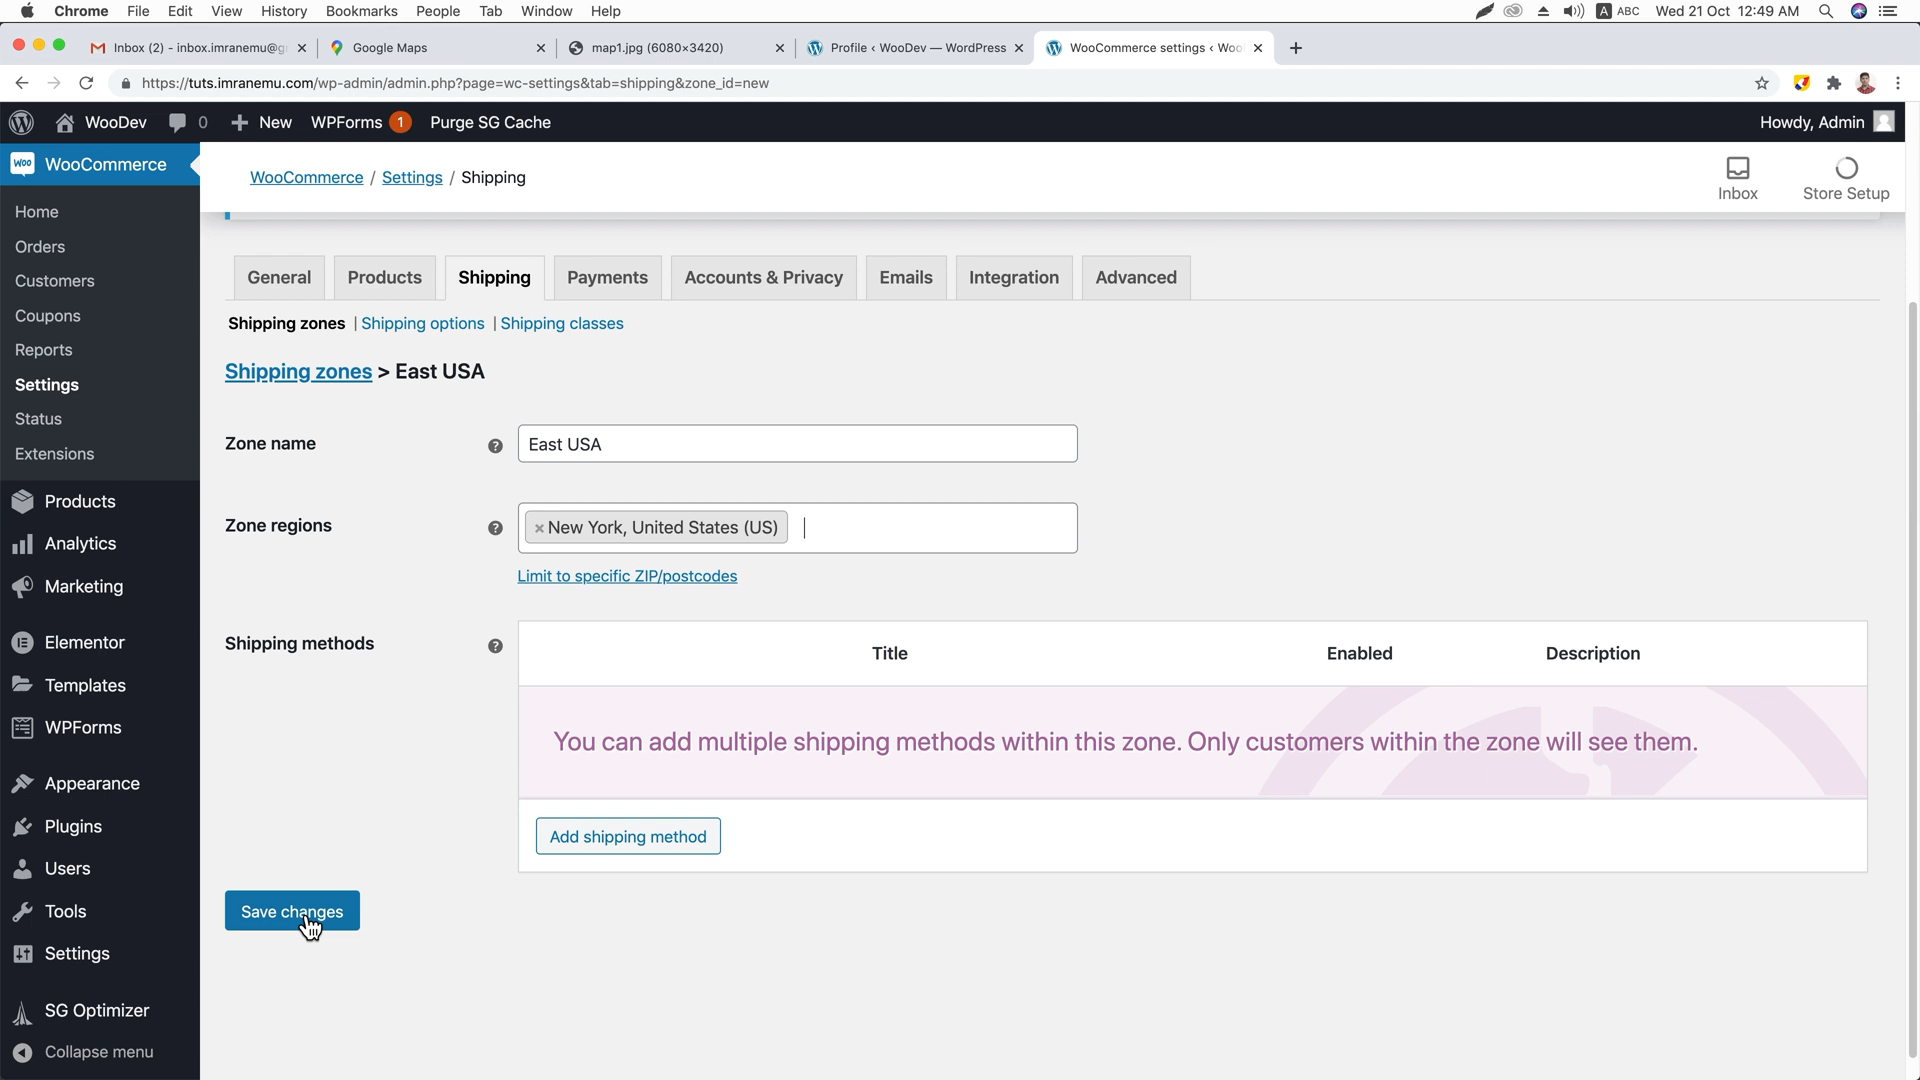 Chrome File Edit View History Bookmarks People Tab Window Help
A ABC Wed 21 Oct 12:49 AM
Inbox (2) - inbox.imranemu@g
Google Maps
map1.jpg (6080×3420)
Profile ‹ WooDev — WordPress
WooCommerce settings ‹ Woo
https://tuts.imranemu.com/wp-admin/admin.php?page=wc-settings&tab=shipping&zone_id=new
WooDev 0 New WPForms 1 Purge SG Cache
Howdy, Admin
Woo WooCommerce
Home
Orders
Customers
Coupons
Reports
Settings
Status
Extensions
Products
Analytics
Marketing
Elementor
Templates
WPForms
Appearance
Plugins
Users
Tools
Settings
SG Optimizer
Collapse menu
WooCommerce / Settings / Shipping
Inbox
Store Setup
General Products Shipping Payments Accounts & Privacy Emails Integration Advanced
Shipping zones | Shipping options | Shipping classes
Shipping zones > East USA
Zone name ? East USA
Zone regions ? × New York, United States (US)
Limit to specific ZIP/postcodes
Shipping methods ?
Title Enabled Description
You can add multiple shipping methods within this zone. Only customers within the zone will see them.
Add shipping method
Save changes